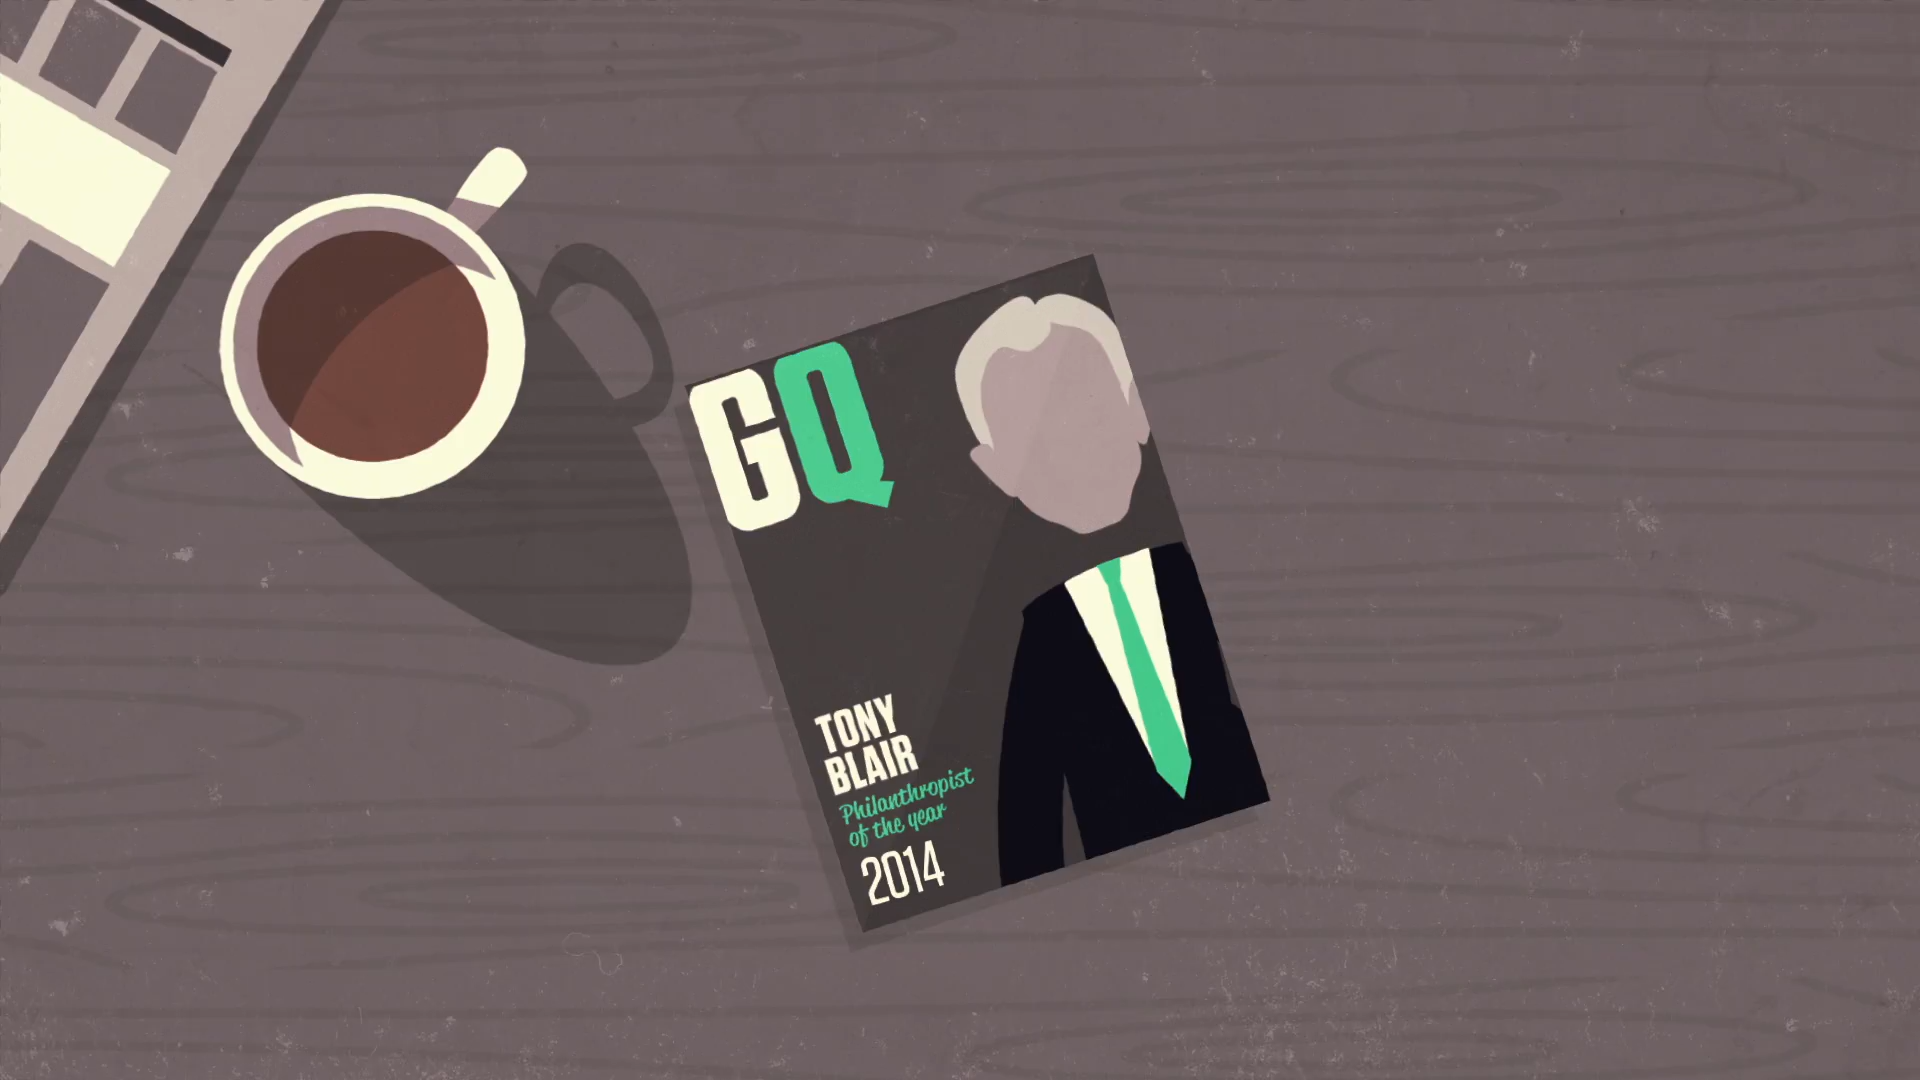 GQ
TONY
BLAIR
Philanthropist
of the year
2014